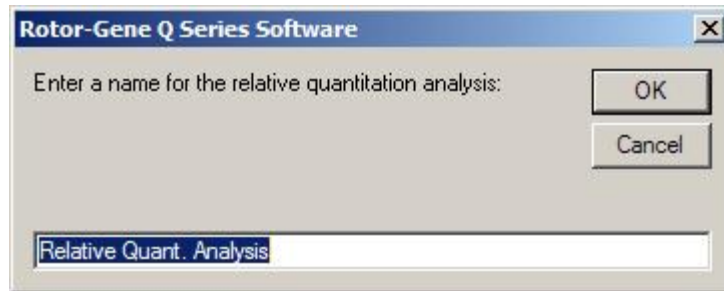 Rotor-Gene Q Series Software
Enter a name for the relative quantitation analysis:
OK
Cancel
Relative Quant. Analysis